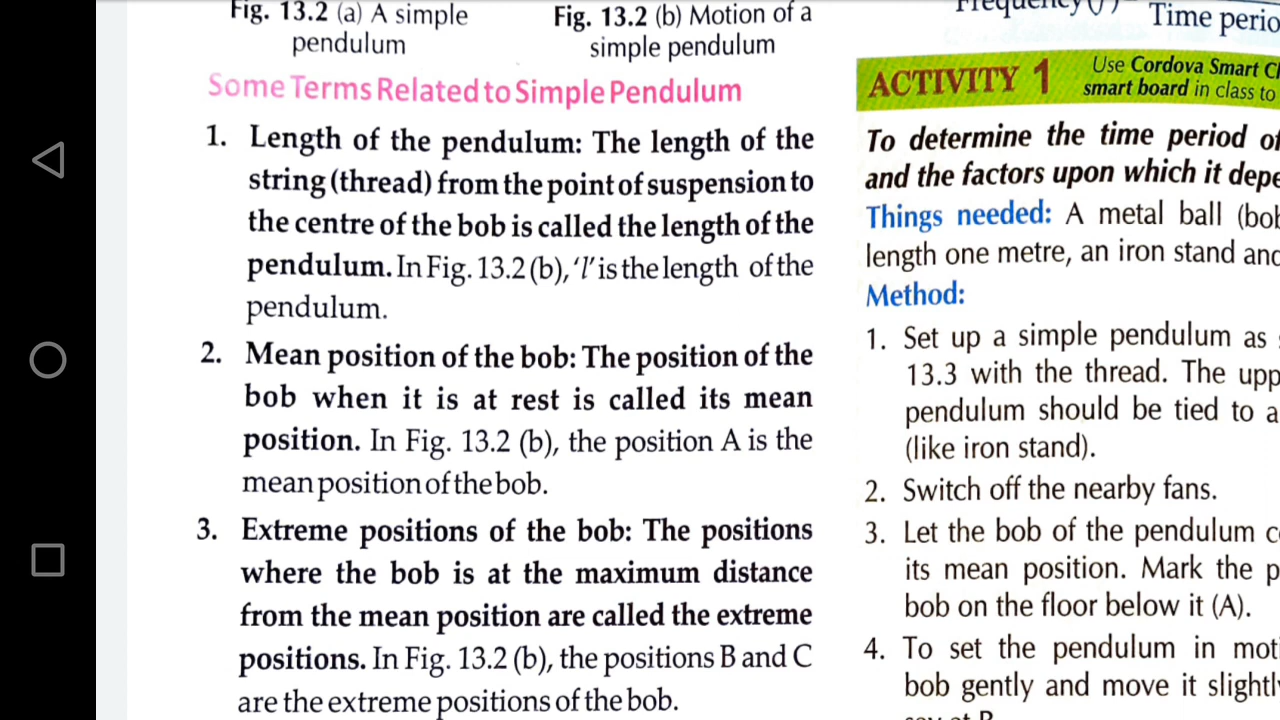 Fig. 13.2 (a) A simple
pendulum
Fig. 13.2 (b) Motion of a
simple pendulum
Some Terms Related to Simple Pendulum
1. Length of the pendulum: The length of the
string (thread) from the point of suspension to
the centre of the bob is called the length of the
pendulum. In Fig. 13.2 (b), ‘l’ is the length of the
pendulum.
2. Mean position of the bob: The position of the
bob when it is at rest is called its mean
position. In Fig. 13.2 (b), the position A is the
mean position of the bob.
3. Extreme positions of the bob: The positions
where the bob is at the maximum distance
from the mean position are called the extreme
positions. In Fig. 13.2 (b), the positions B and C
are the extreme positions of the bob.
Time
ACTIVITY 1
Use Cordova Smart
smart board in class to
To determine the time period of
and the factors upon which it
Things needed: A metal ball
length one metre, an iron stand
Method:
1. Set up a simple pendulum as
13.3 with the thread. The
pendulum should be tied to a
(like iron stand).
2. Switch off the nearby fans.
3. Let the bob of the pendulum
its mean position. Mark the
bob on the floor below it (A).
4. To set the pendulum in
bob gently and move it